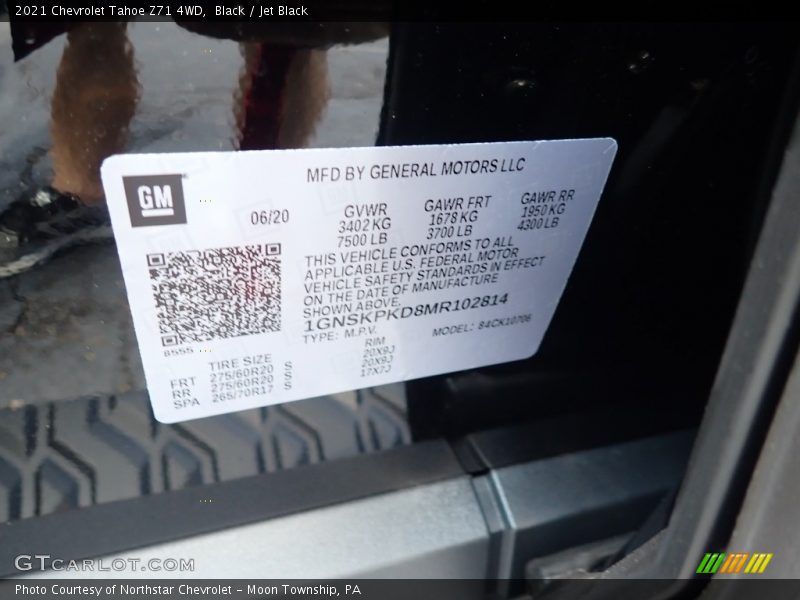 2021 Chevrolet Tahoe Z71 4WD, Black / Jet Black
MFD BY GENERAL MOTORS LLC
GM
06/20
GVWR
3402 KG
7500 LB
GAWR FRT
1678 KG
3700 LB
GAWR RR
1950 KG
4300 LB
THIS VEHICLE CONFORMS TO ALL
APPLICABLE U.S. FEDERAL MOTOR
VEHICLE SAFETY STANDARDS IN EFFECT
ON THE DATE OF MANUFACTURE
SHOWN ABOVE.
1GNSKPKD8MR102814
TYPE: M.P.V. MODEL: 84CK10706
8555
TIRE SIZE RIM
FRT 275/60R20 S 20X9J
RR 275/60R20 S 20X9J
SPA 265/70R17 S 17X7J
GTCARLOT.COM
Photo Courtesy of Northstar Chevrolet - Moon Township, PA